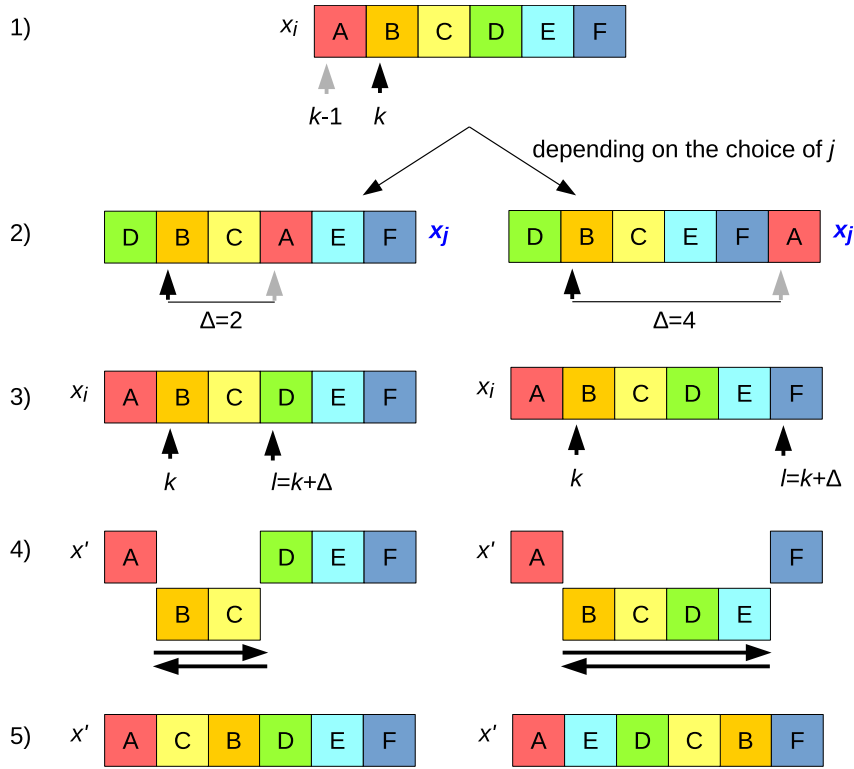 1) xi A B C D E F
k-1 k
depending on the choice of j
2) D B C A E F xj D B C E F A xj
Δ=2 Δ=4
3) xi A B C D E F xi A B C D E F
k l=k+Δ k l=k+Δ
4) x' A D E F x' A F
B C B C D E
5) x' A C B D E F x' A E D C B F